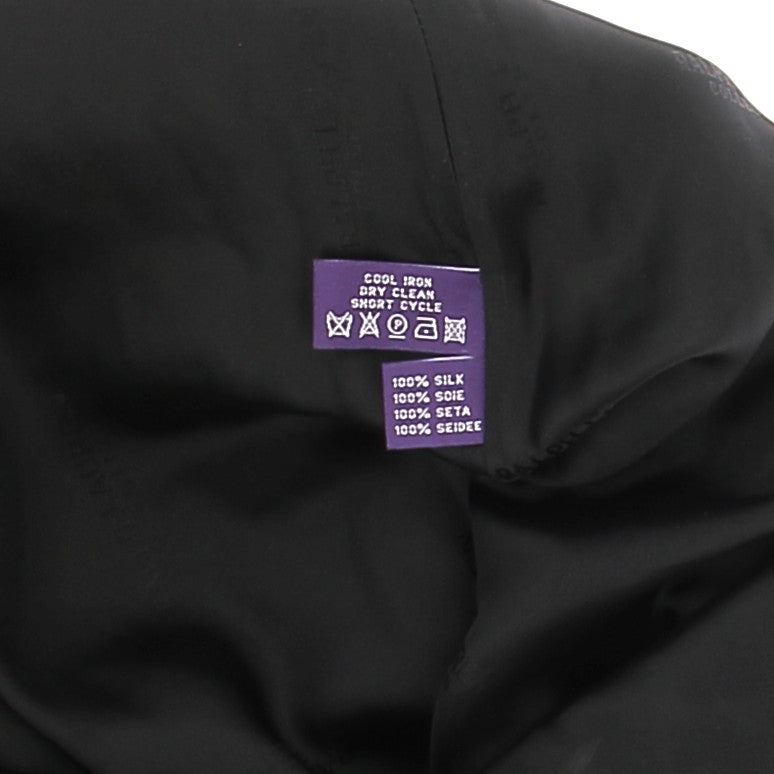 COOL IRON
DRY CLEAN
SHORT CYCLE
P
100% SILK
100% SOIE
100% SETA
100% SEIDEE